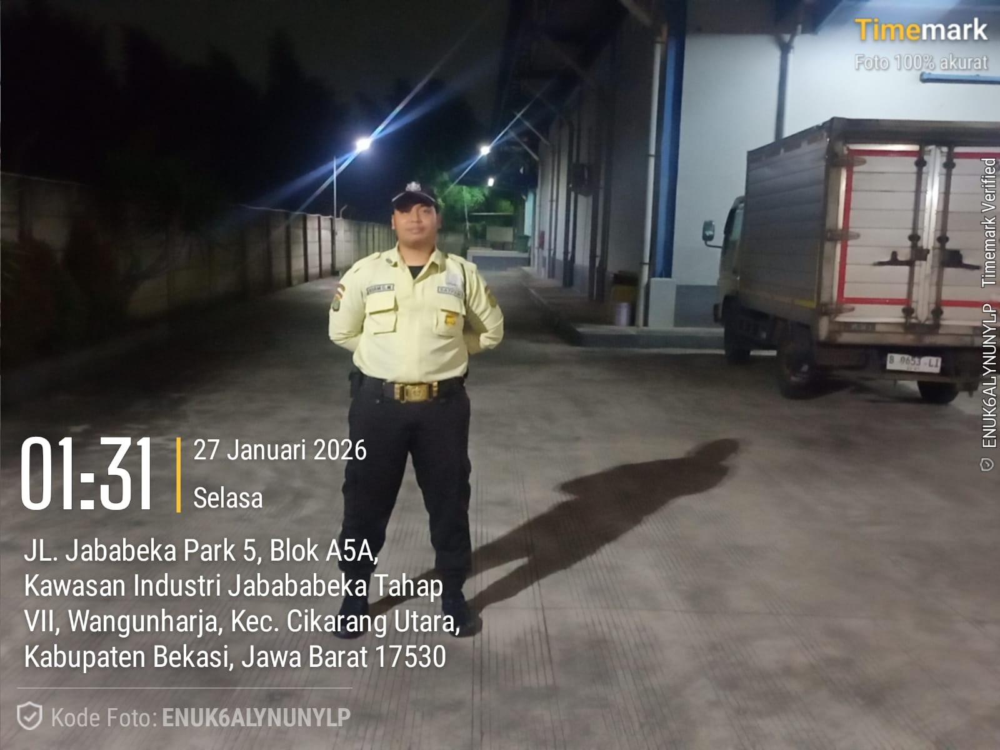 Timemark
Foto 100% akurat
SATPAM
B 9653 LI
ENUK6ALYNUNYLP Timemark Verified
01:31
27 Januari 2026
Selasa
JL. Jababeka Park 5, Blok A5A,
Kawasan Industri Jabababeka Tahap
VII, Wangunharja, Kec. Cikarang Utara,
Kabupaten Bekasi, Jawa Barat 17530
Kode Foto: ENUK6ALYNUNYLP